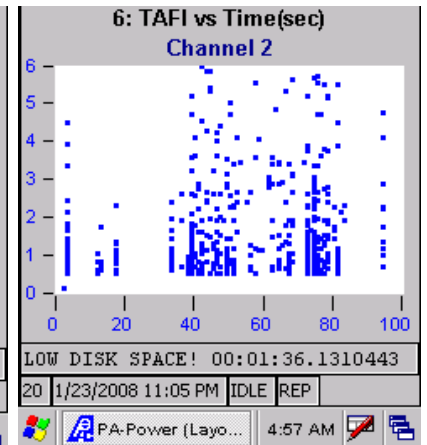 6: TAFI vs Time(sec)
Channel 2
6
5
4
3
2
1
0
0 20 40 60 80 100
LOW DISK SPACE! 00:01:36.1310443
20 1/23/2008 11:05 PM IDLE REP
PA-Power (Layo... 4:57 AM